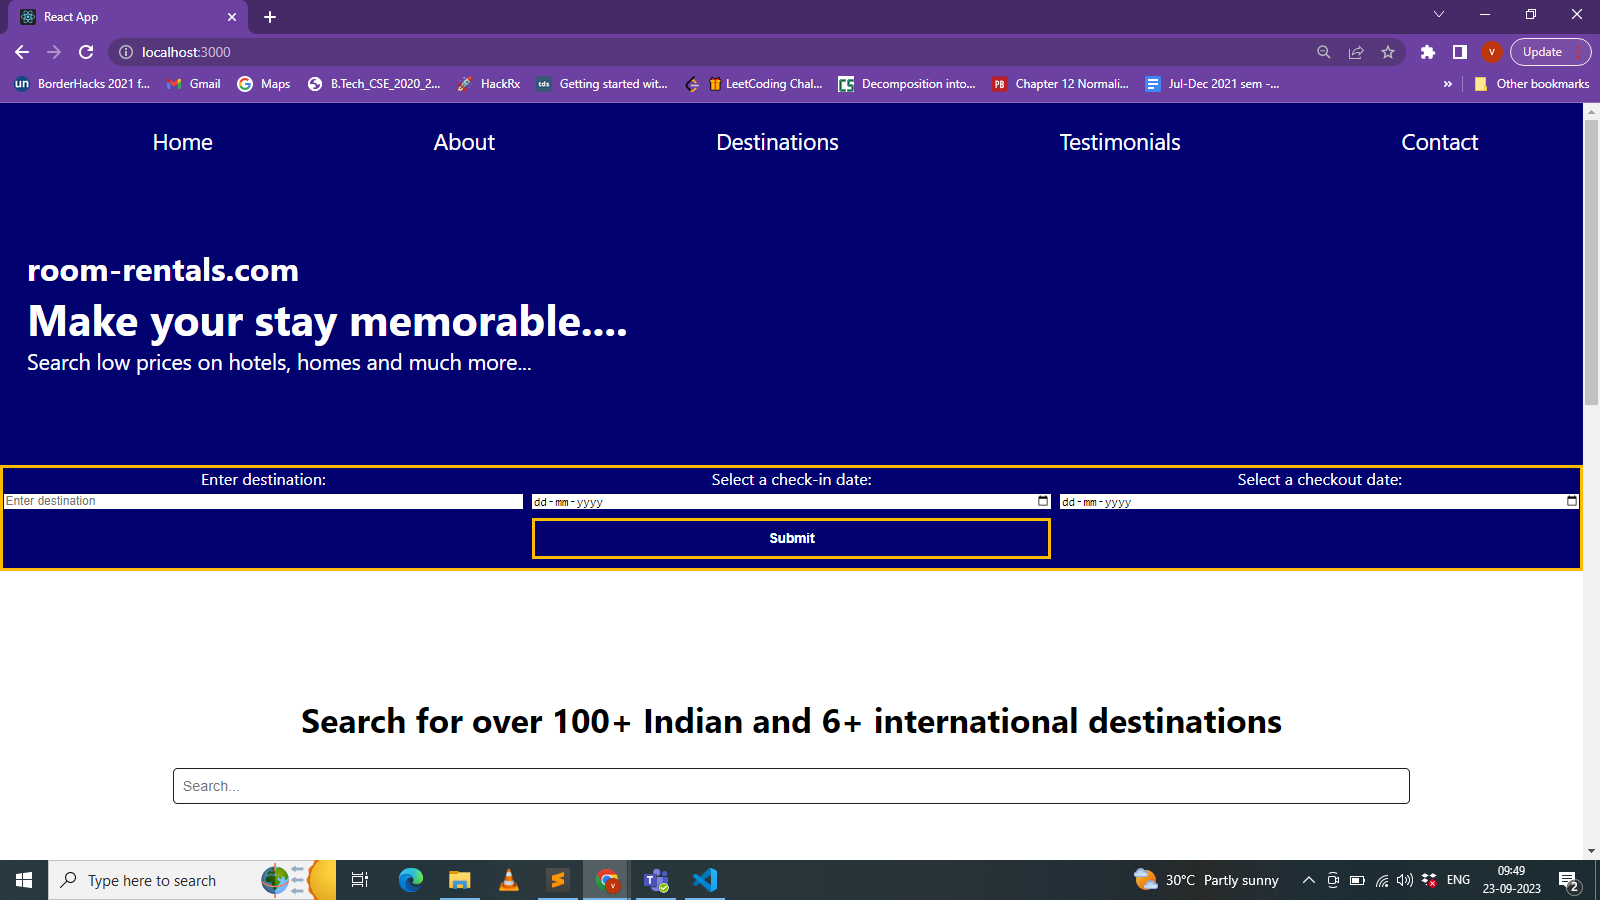 React App
localhost:3000
Update
BorderHacks 2021 f...
Gmail
Maps
B.Tech_CSE_2020_2...
HackRx
Getting started wit...
LeetCoding Chal...
Decomposition into...
Chapter 12 Normali...
Jul-Dec 2021 sem -...
»
Other bookmarks
Home
About
Destinations
Testimonials
Contact
room-rentals.com
Make your stay memorable....
Search low prices on hotels, homes and much more...
Enter destination:
Select a check-in date:
Select a checkout date:
Enter destination
dd-mm-yyyy
dd-mm-yyyy
Submit
Search for over 100+ Indian and 6+ international destinations
Search...
Type here to search
30°C Partly sunny
ENG
09:49
23-09-2023
2